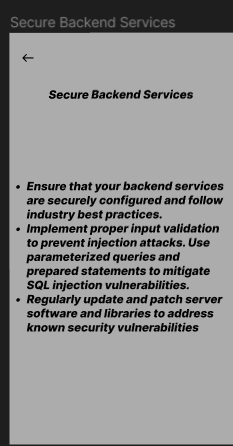 Secure Backend Services
Secure Backend Services
• Ensure that your backend services
are securely configured and follow
industry best practices.
• Implement proper input validation
to prevent injection attacks. Use
parameterized queries and
prepared statements to mitigate
SQL injection vulnerabilities.
• Regularly update and patch server
software and libraries to address
known security vulnerabilities